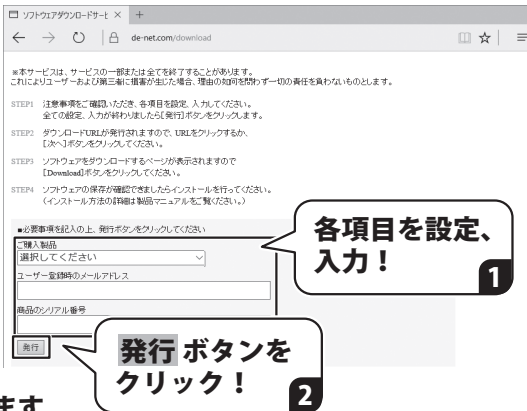 ソフトウェアダウンロードサート
de-net.com/download
※本サービスは、サービスの一部または全てを終了することがあります。
これによりユーザーおよび第三者に損害が生じた場合、理由の如何を問わず一切の責任を負わないものとします。
STEP1 注意事項をご確認いただき、各項目を設定、入力してください。
全ての設定、入力が終わりましたら[発行]ボタンをクリックします。
STEP2 ダウンロードURLが発行されますので、URLをクリックするか、
[次へ]ボタンをクリックしてください。
STEP3 ソフトウェアをダウンロードするページが表示されますので
[Download]ボタンをクリックしてください。
STEP4 ソフトウェアの保存が確認できましたらインストールを行ってください。
(インストール方法の詳細は製品マニュアルをご覧ください。)
■必要事項を記入の上、発行ボタンをクリックしてください
ご購入製品
選択してください
ユーザー登録時のメールアドレス
商品のシリアル番号
発行
各項目を設定、
入力！
1
発行 ボタンを
クリック！
2
ます